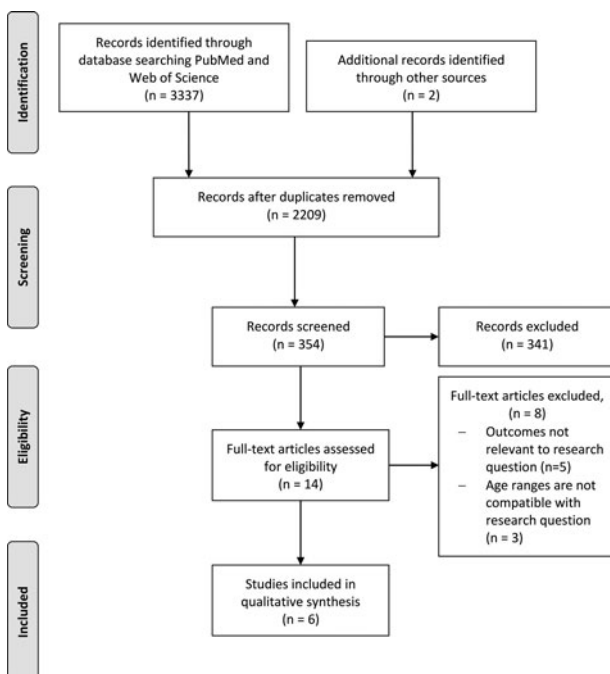 Identification
Records identified through
database searching PubMed and
Web of Science
(n = 3337)
Additional records identified
through other sources
(n = 2)
Screening
Records after duplicates removed
(n = 2209)
Records screened
(n = 354)
Records excluded
(n = 341)
Eligibility
Full-text articles assessed
for eligibility
(n = 14)
Full-text articles excluded,
(n = 8)
– Outcomes not
relevant to research
question (n=5)
– Age ranges are not
compatible with
research question
(n = 3)
Included
Studies included in
qualitative synthesis
(n = 6)